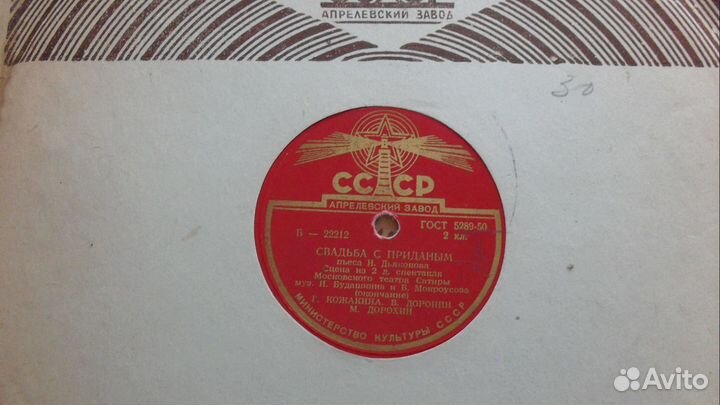 АПРЕЛЕВСКИЙ ЗАВОД
30
СССР
АПРЕЛЕВСКИЙ ЗАВОД
ГОСТ 5289-50
В — 22212
2 кл.
СВАДЬБА С ПРИДАНЫМ
пьеса Н. Дьяконова
Сцена из 2 д. спектакля
Московского театра Сатиры
муз. Н. Будашкина и Б. Мокроусова
(окончание)
Г. КОЖАКИНА, В. ДОРОНИН
М. ДОРОХИН
МИНИСТЕРСТВО КУЛЬТУРЫ СССР
Avito